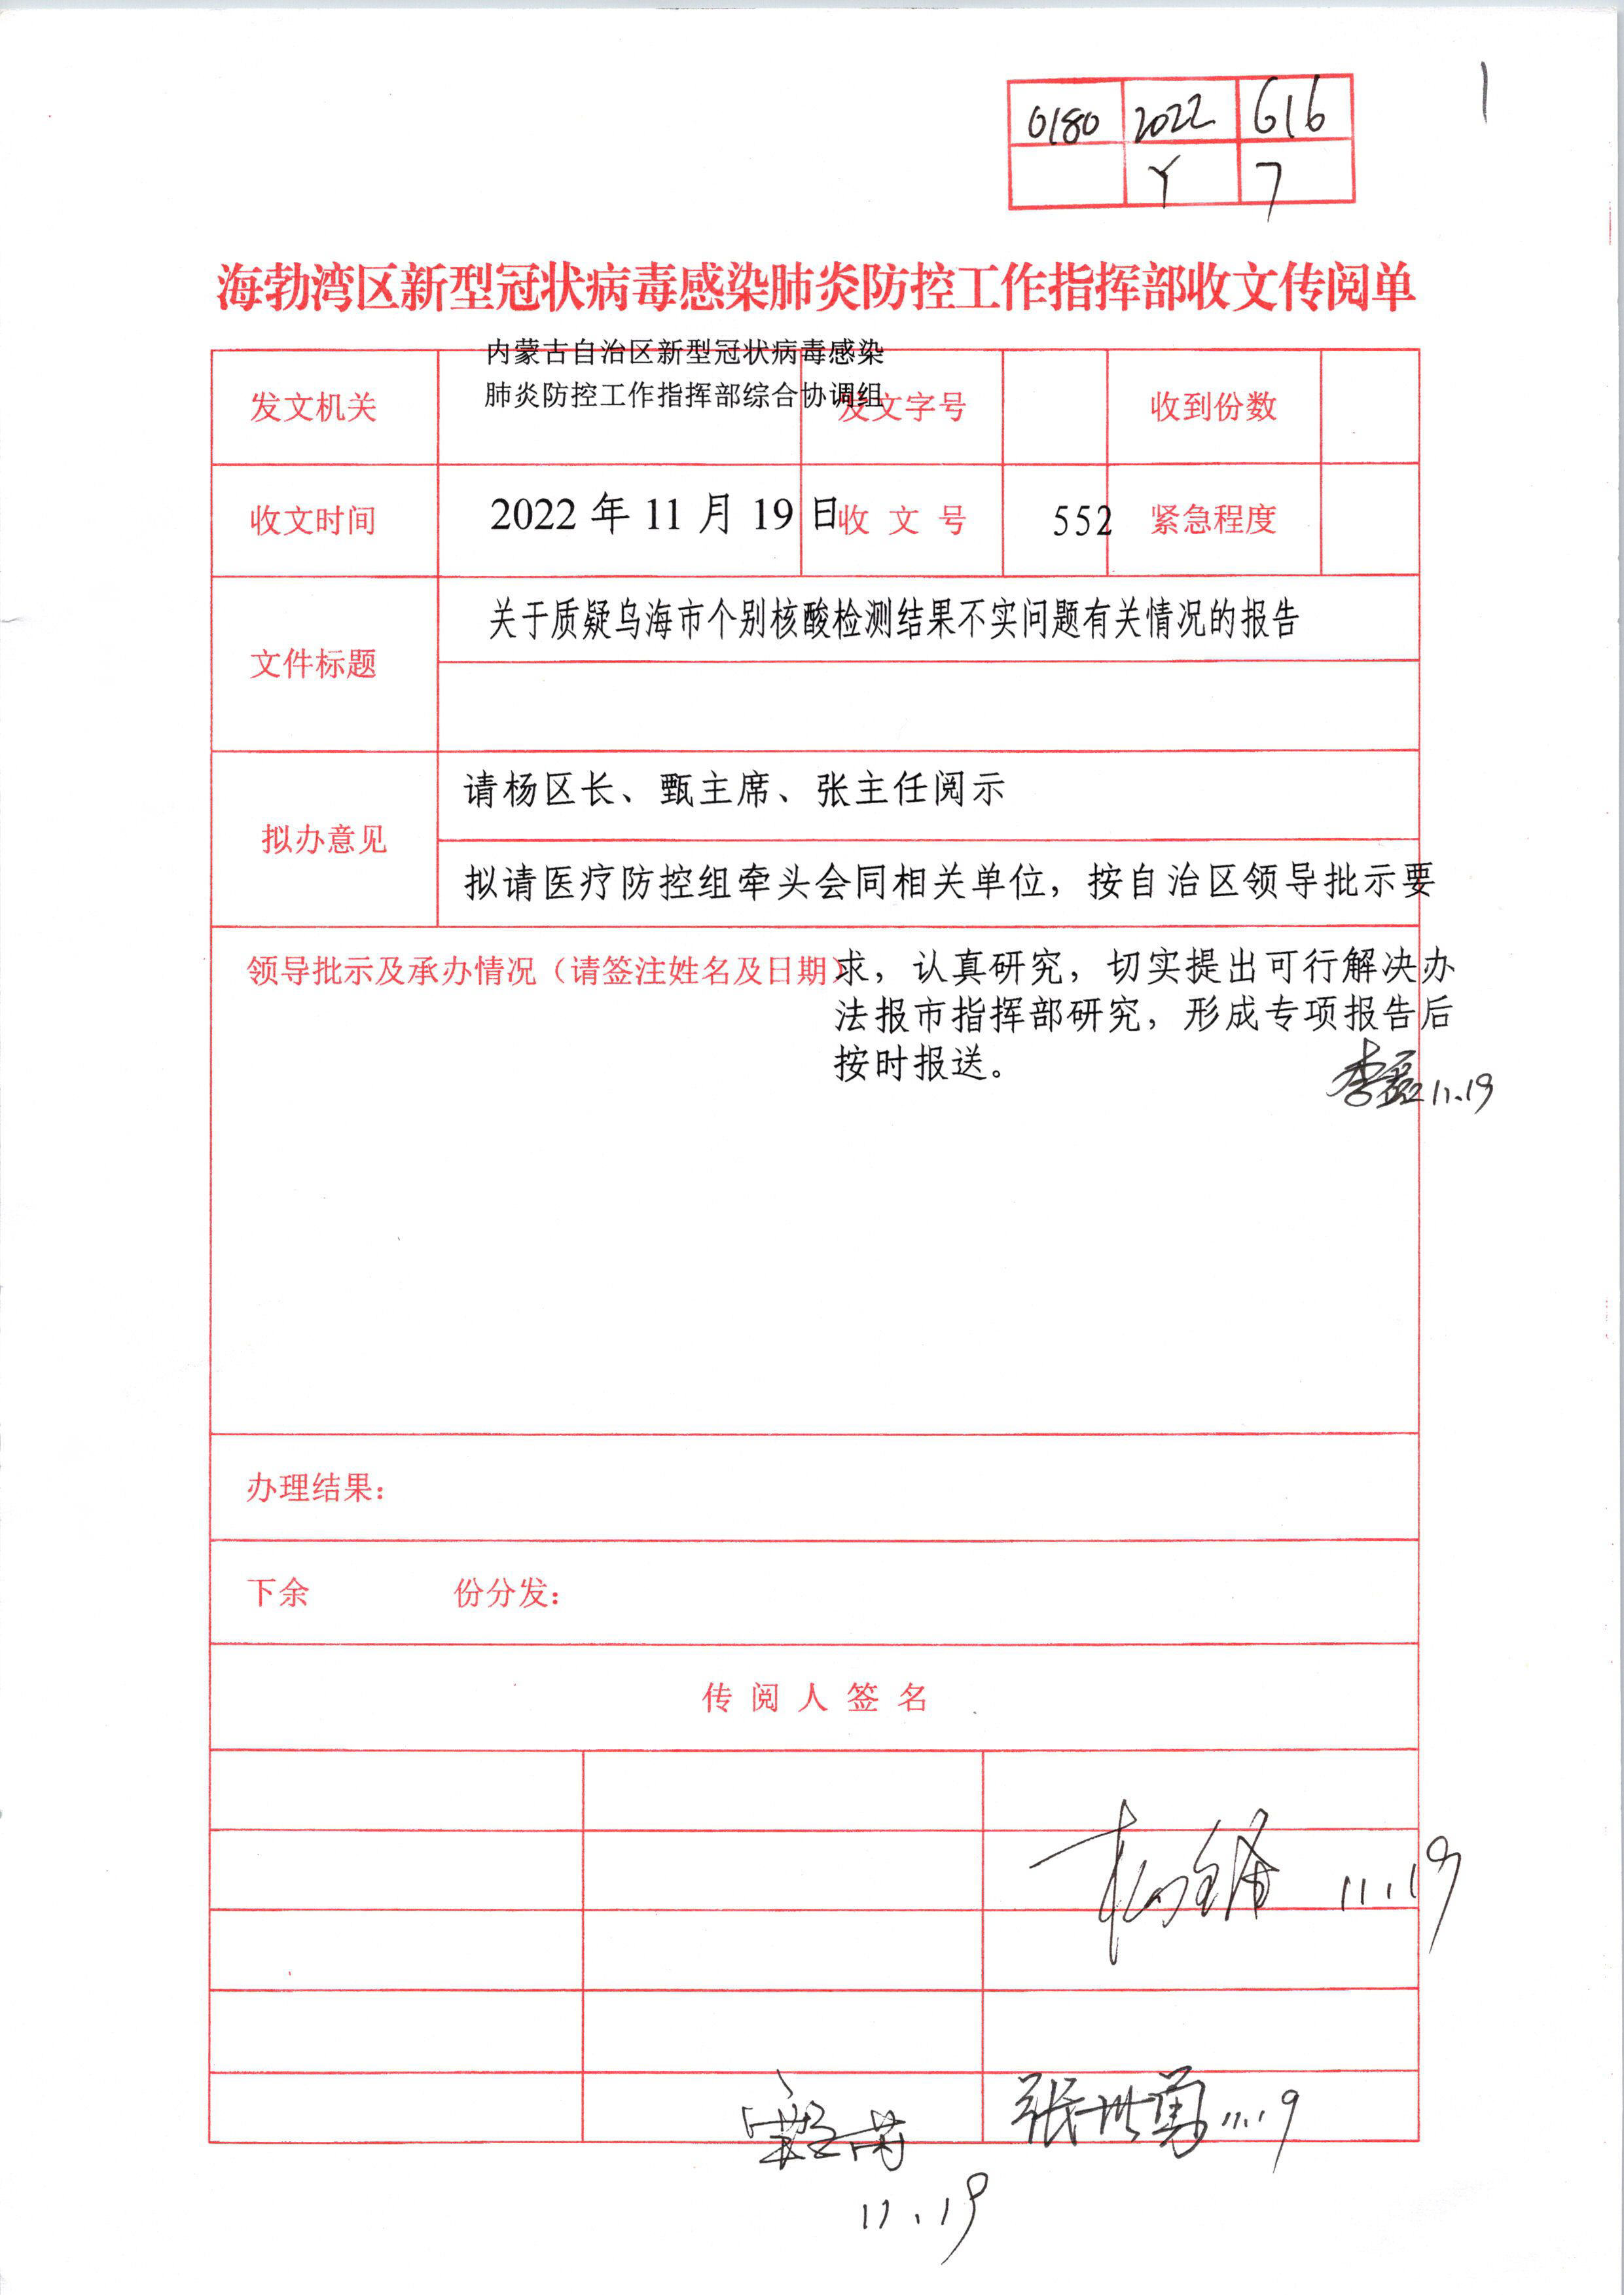 1
0180 2022 616
Y 7
海勃湾区新型冠状病毒感染肺炎防控工作指挥部收文传阅单
发文机关 内蒙古自治区新型冠状病毒感染
肺炎防控工作指挥部综合协调组 发文字号 收到份数
收文时间 2022年11月19日 收文号 552 紧急程度
文件标题 关于质疑乌海市个别核酸检测结果不实问题有关情况的报告
拟办意见 请杨区长、甄主席、张主任阅示
拟请医疗防控组牵头会同相关单位，按自治区领导批示要
领导批示及承办情况（请签注姓名及日期）求，认真研究，切实提出可行解决办
法报市指挥部研究，形成专项报告后
按时报送。
李磊 11.19
办理结果：
下余 份分发：
传阅人签名
11.19
张世勇 11.19
11.19